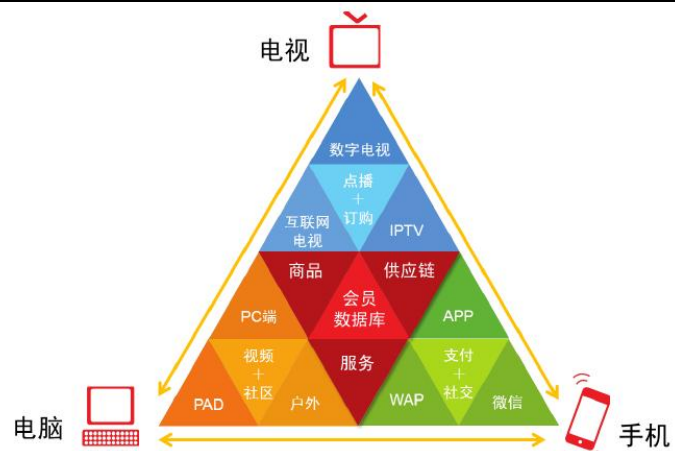 电视
数字电视
点播
+
订购
互联网
电视
IPTV
商品
供应链
会员
数据库
PC端
APP
视频
+
社区
服务
支付
+
社交
PAD
户外
WAP
微信
电脑
手机